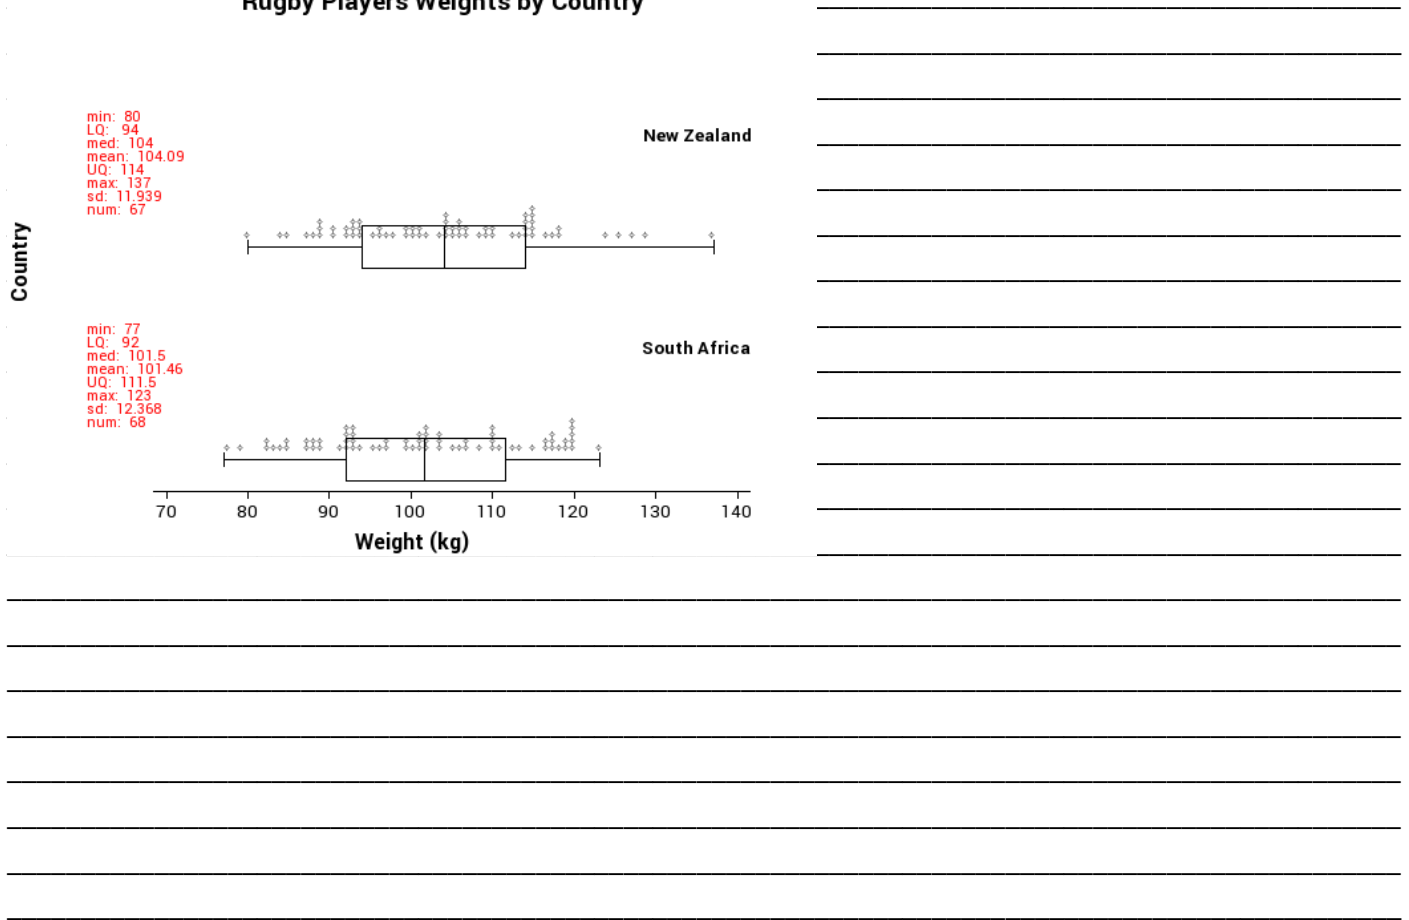 Rugby Players Weights by Country
min: 80
LQ: 94
med: 104
mean: 104.09
UQ: 114
max: 137
sd: 11.939
num: 67
New Zealand
Country
min: 77
LQ: 92
med: 101.5
mean: 101.46
UQ: 111.5
max: 123
sd: 12.368
num: 68
South Africa
70 80 90 100 110 120 130 140
Weight (kg)